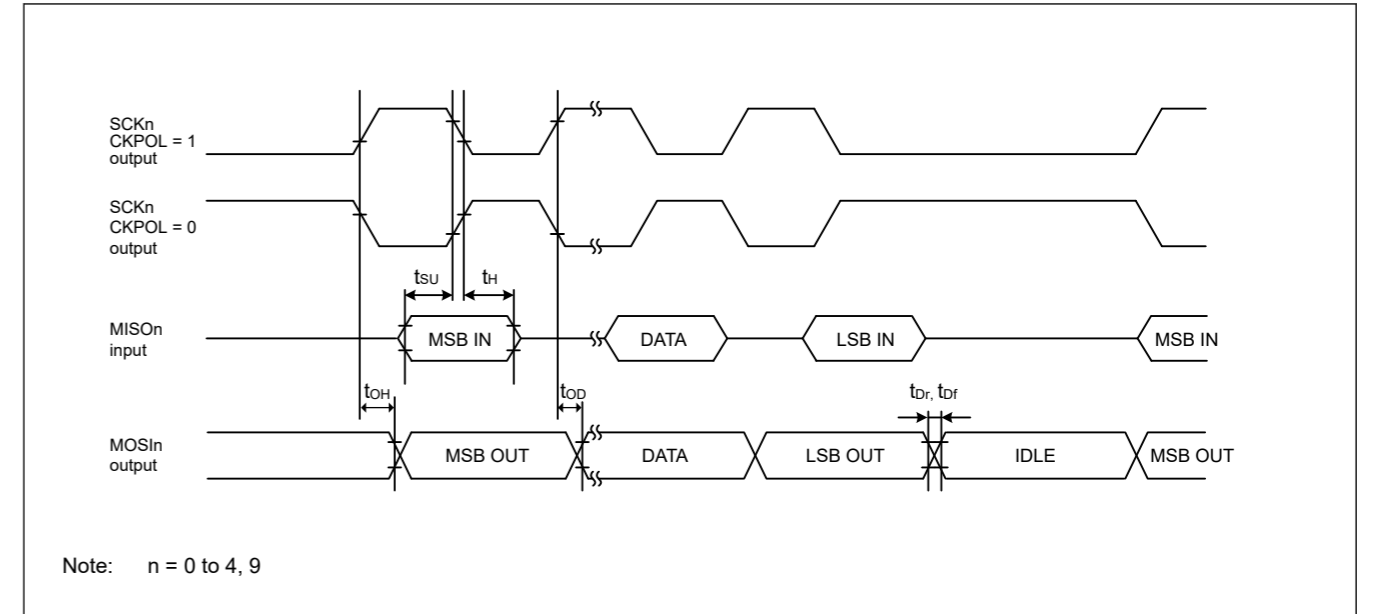 SCKn
CKPOL = 1
output
SCKn
CKPOL = 0
output
tSU
tH
MISOn
input
MSB IN
DATA
LSB IN
MSB IN
tOH
tOD
tDr, tDf
MOSIn
output
MSB OUT
DATA
LSB OUT
IDLE
MSB OUT
Note: n = 0 to 4, 9